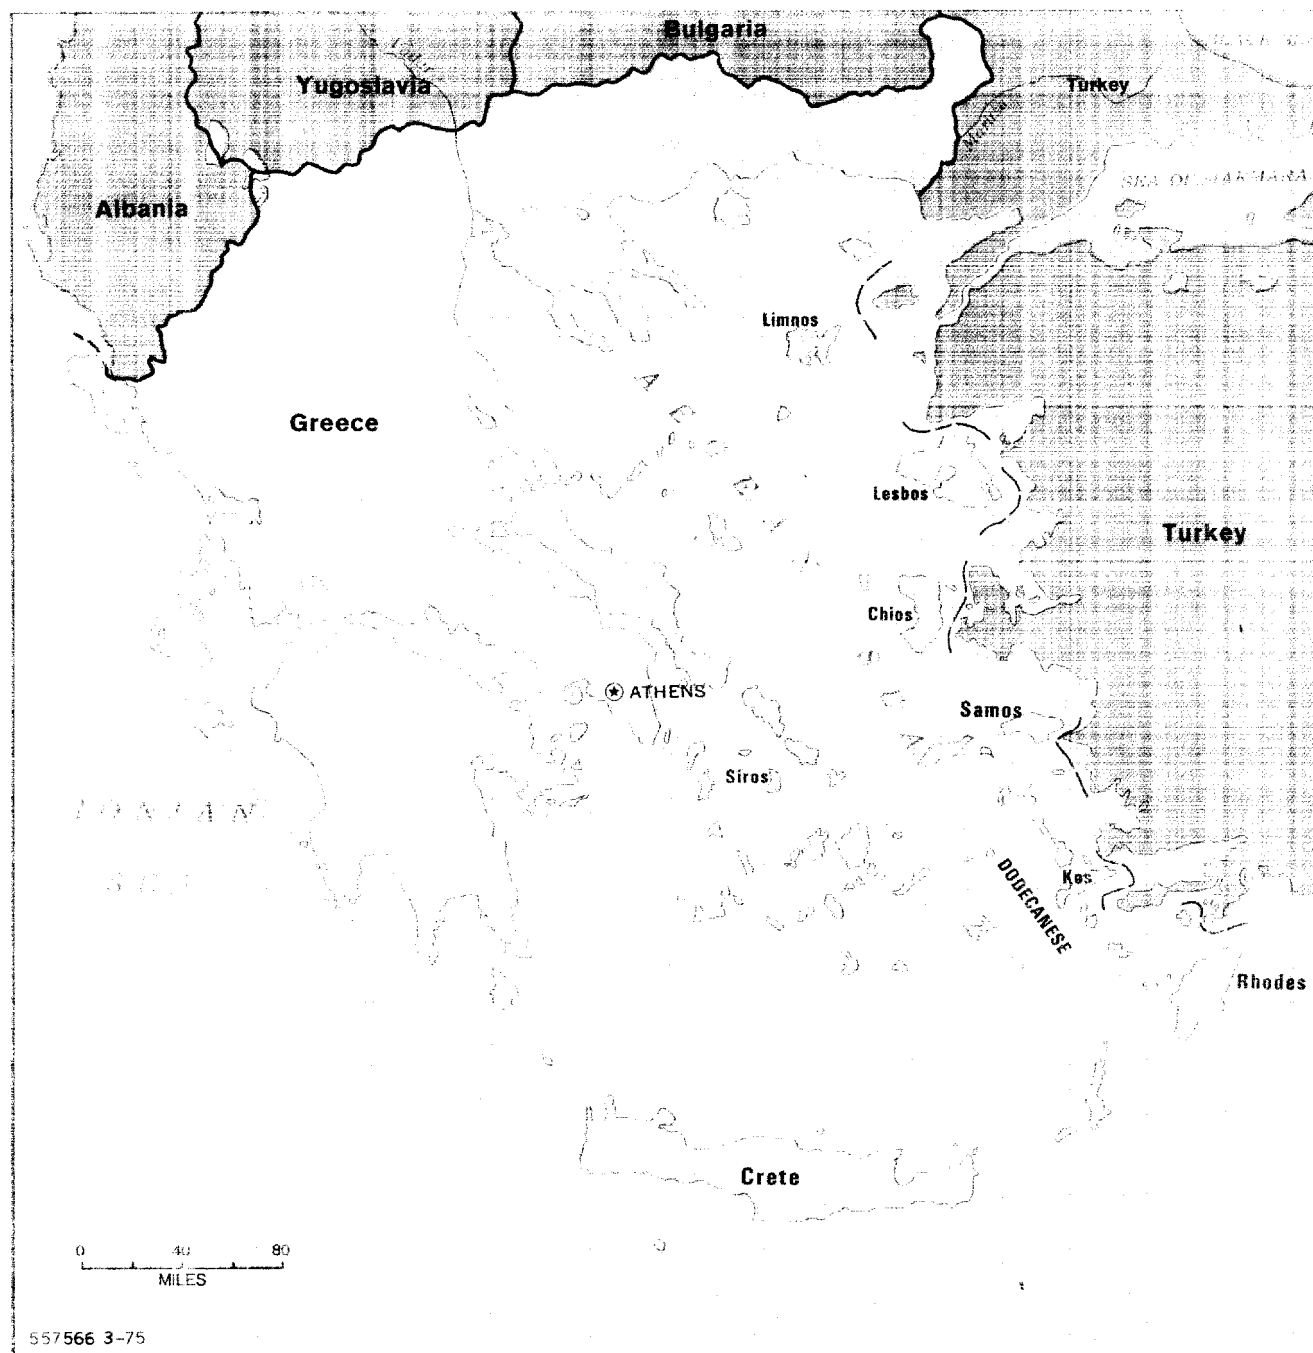 Bulgaria
Yugoslavia
Turkey
Albania
Limnos
Greece
Lesbos
Turkey
Chios
ATHENS
Samos
Siros
IONIAN
Kos
DODECANESE
Rhodes
Crete
0 40 80
MILES
557566 3-75